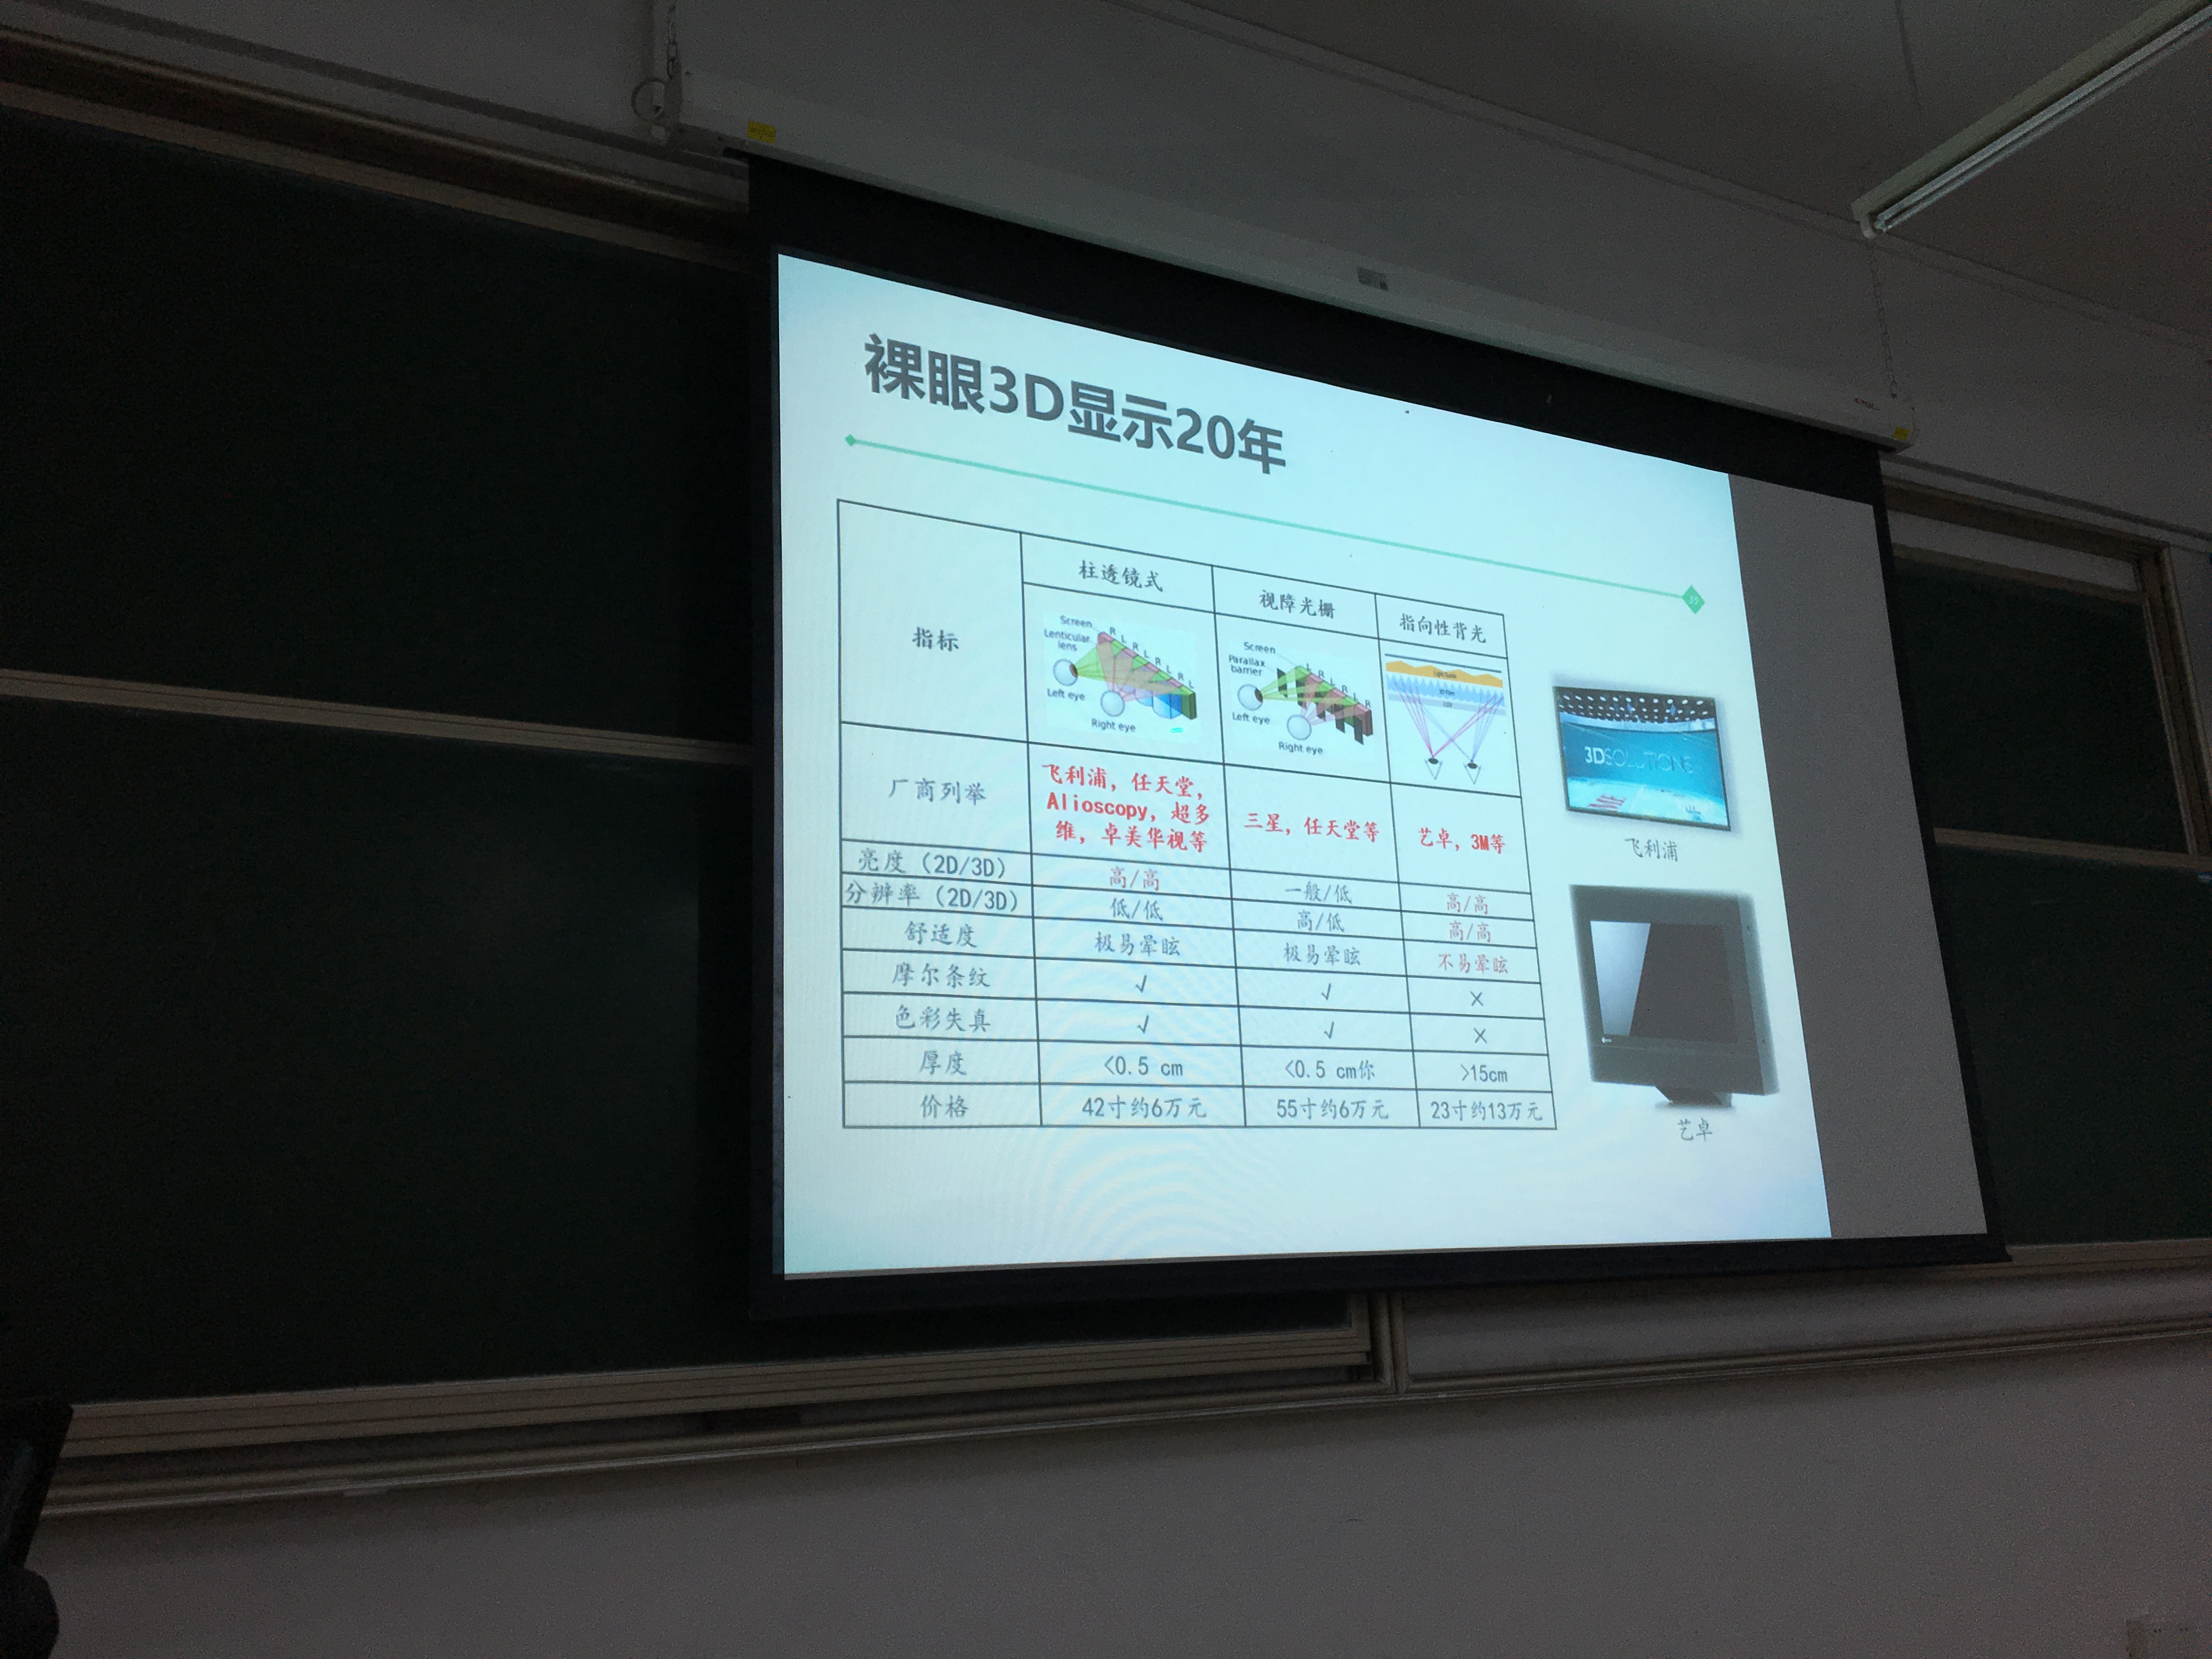 裸眼3D显示20年
37
指标
柱透镜式
视障光栅
指向性背光
Screen
Lenticular
lens
R
L
R
L
R
L
R
L
Left eye
Right eye
Screen
Parallax
barrier
L
R
L
R
L
R
Left eye
Right eye
厂商列举
飞利浦，任天堂，
Alioscopy，超多
维，卓美华视等
三星，任天堂等
艺卓，3M等
亮度（2D/3D）
高/高
一般/低
高/高
分辨率（2D/3D）
低/低
高/低
高/高
舒适度
极易晕眩
极易晕眩
不易晕眩
摩尔条纹
√
√
×
色彩失真
√
√
×
厚度
<0.5 cm
<0.5 cm你
>15cm
价格
42寸约6万元
55寸约6万元
23寸约13万元
3DSOLUTIONS
飞利浦
艺卓